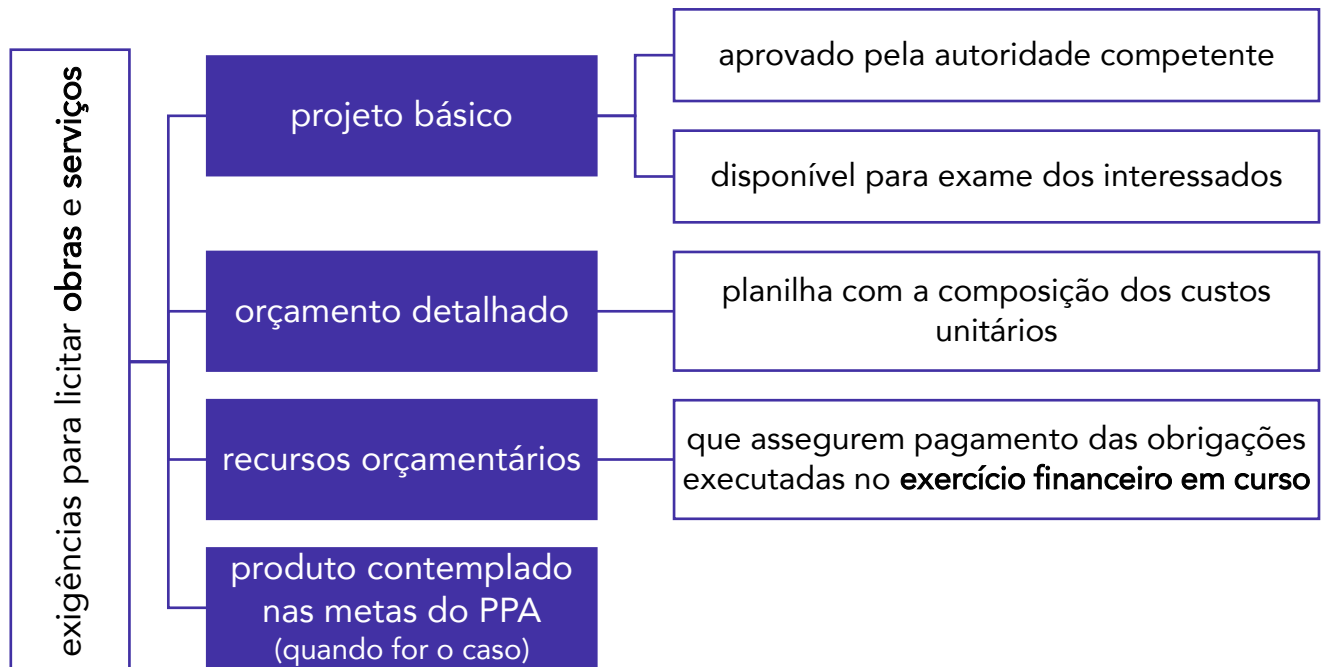 exigências para licitar obras e serviços
projeto básico
aprovado pela autoridade competente
disponível para exame dos interessados
orçamento detalhado
planilha com a composição dos custos
unitários
recursos orçamentários
que assegurem pagamento das obrigações
executadas no exercício financeiro em curso
produto contemplado
nas metas do PPA
(quando for o caso)